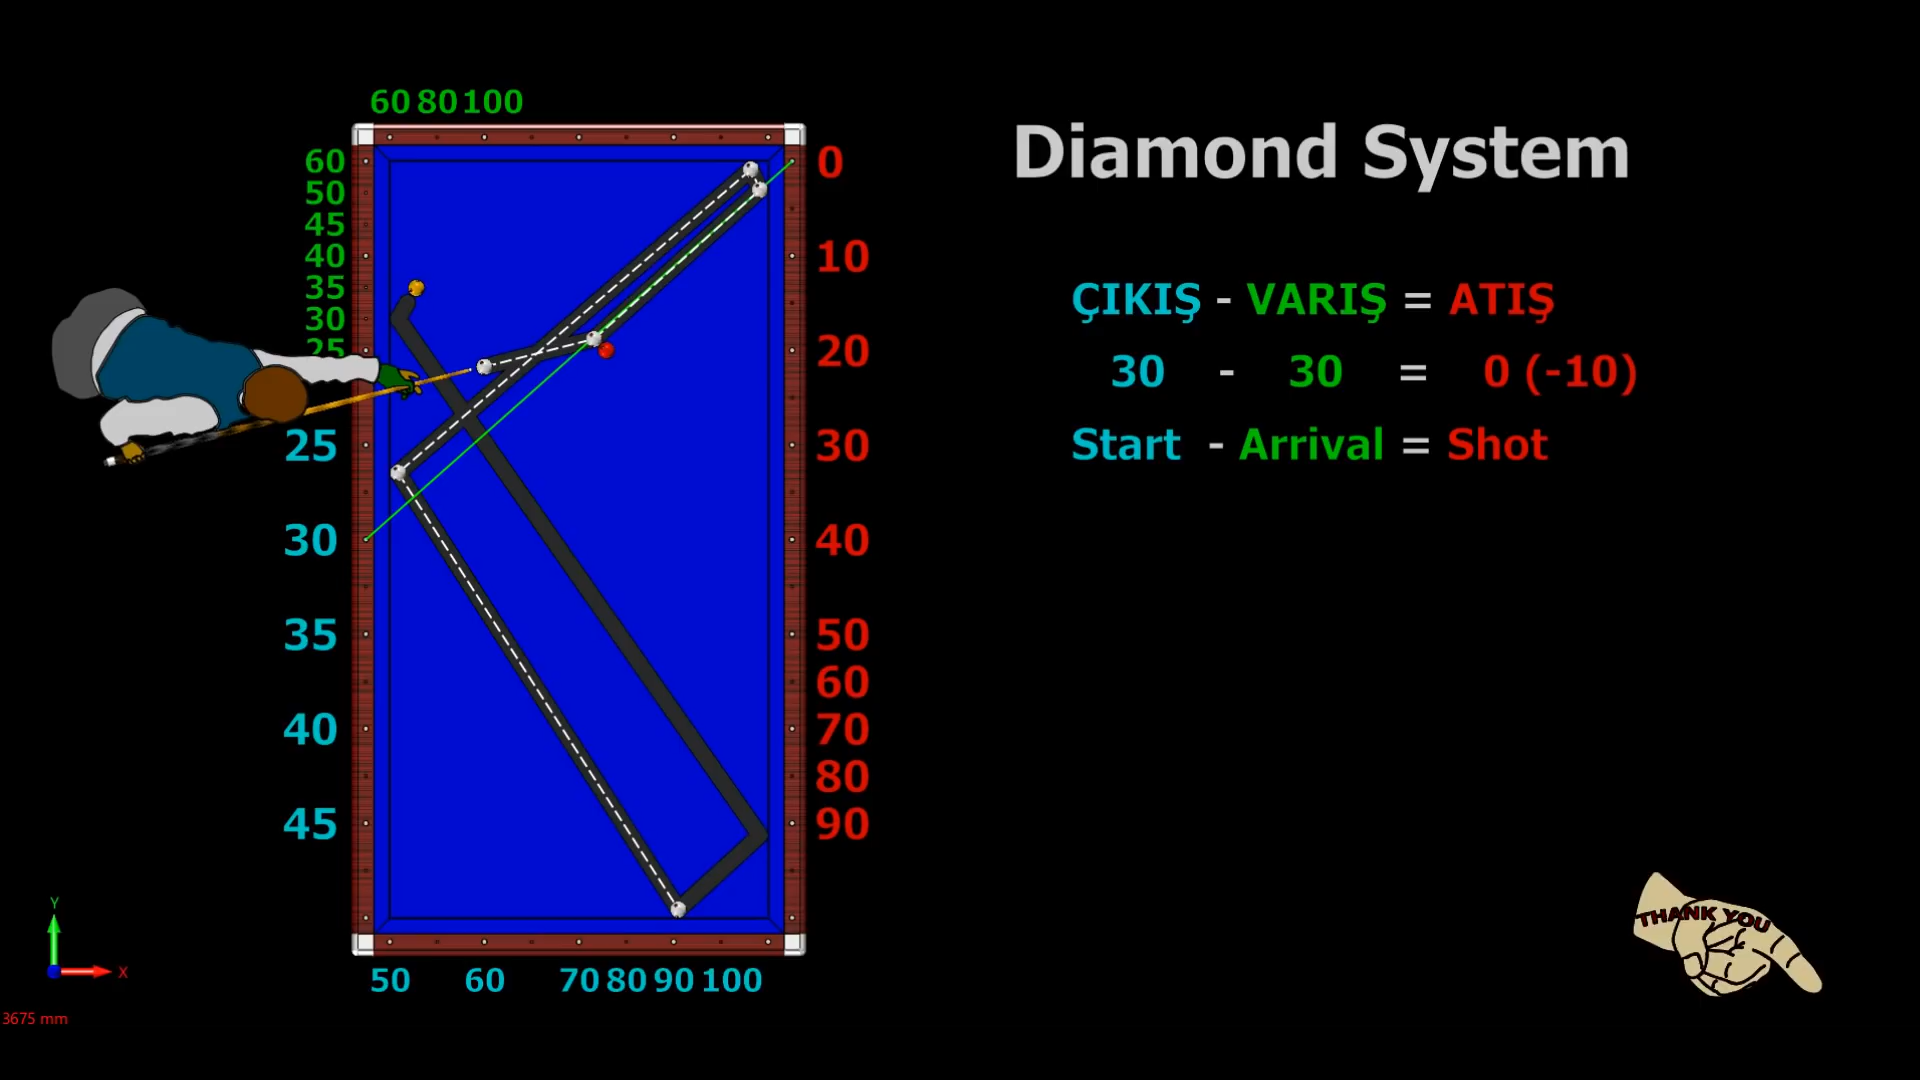 Diamond System
ÇIKIŞ - VARIŞ = ATIŞ
30 - 30 = 0 (-10)
Start - Arrival = Shot
60 80 100
60
50
45
40
35
30
25
25
30
35
40
45
0
10
20
30
40
50
60
70
80
90
50 60 70 80 90 100
THANK YOU
Y
X
3675 mm